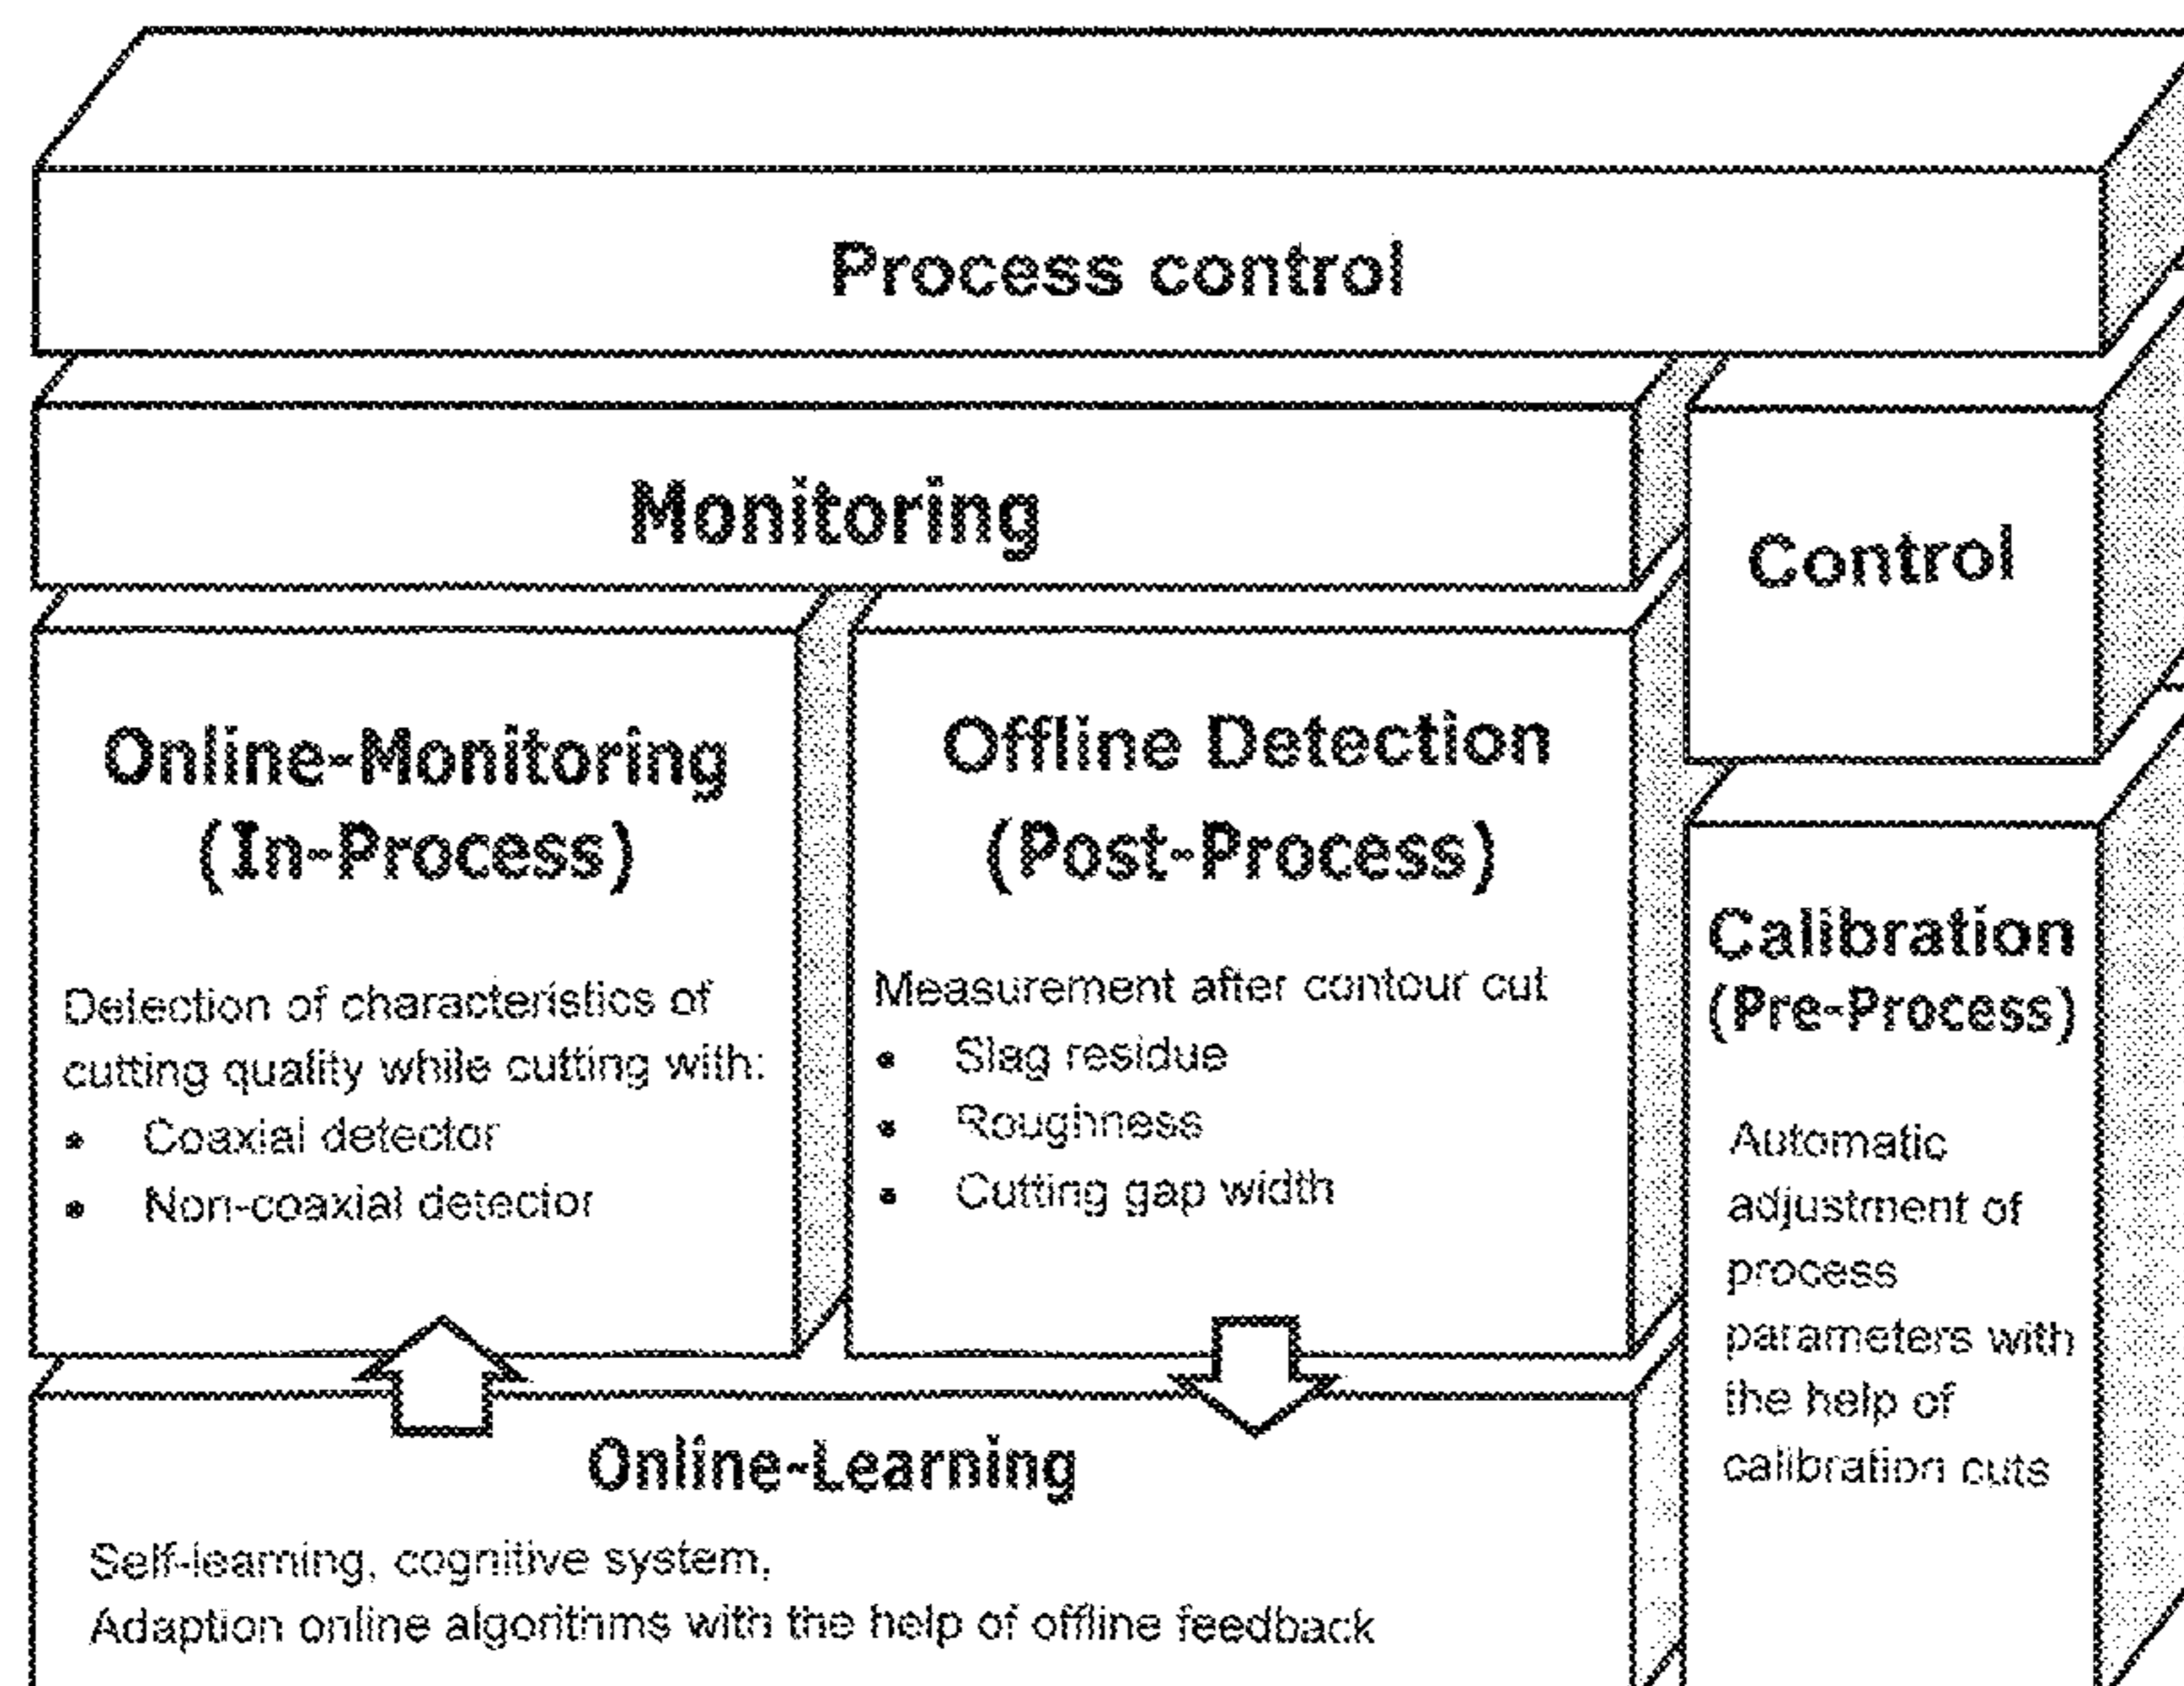 Process control
Monitoring
Control
Online-Monitoring
(In-Process)
Detection of characteristics of
cutting quality while cutting with:
• Coaxial detector
• Non-coaxial detector
Offline Detection
(Post-Process)
Measurement after contour cut
• Slag residue
• Roughness
• Cutting gap width
Calibration
(Pre-Process)
Automatic
adjustment of
process
parameters with
the help of
calibration cuts
Online-Learning
Self-learning, cognitive system,
Adaption online algorithms with the help of offline feedback